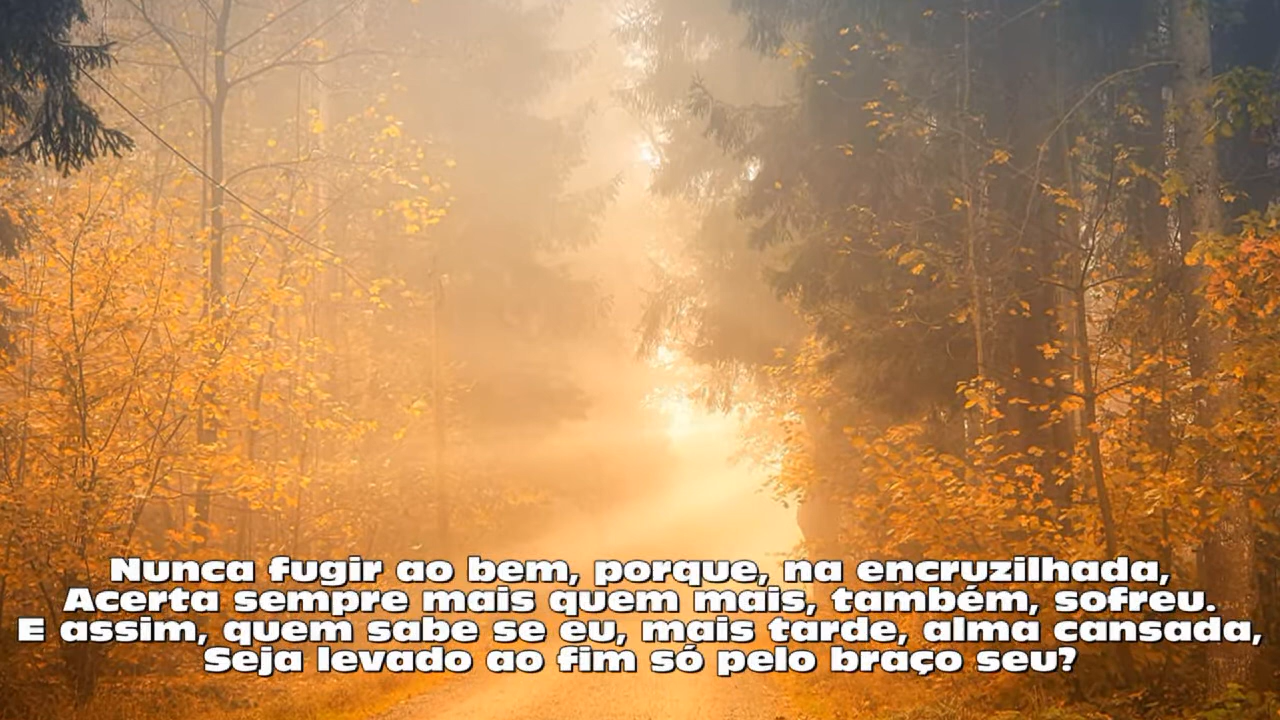 Nunca fugir ao bem, porque, na encruzilhada,
Acerta sempre mais quem mais, também, sofreu.
E assim, quem sabe se eu, mais tarde, alma cansada,
Seja levado ao fim só pelo braço seu?